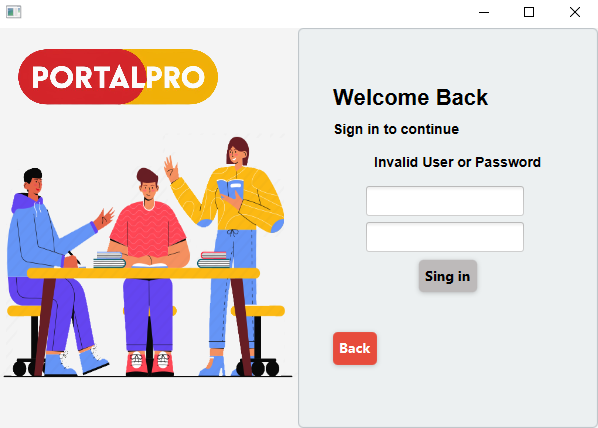 PORTALPRO
Welcome Back
Sign in to continue
Invalid User or Password
Sing in
Back